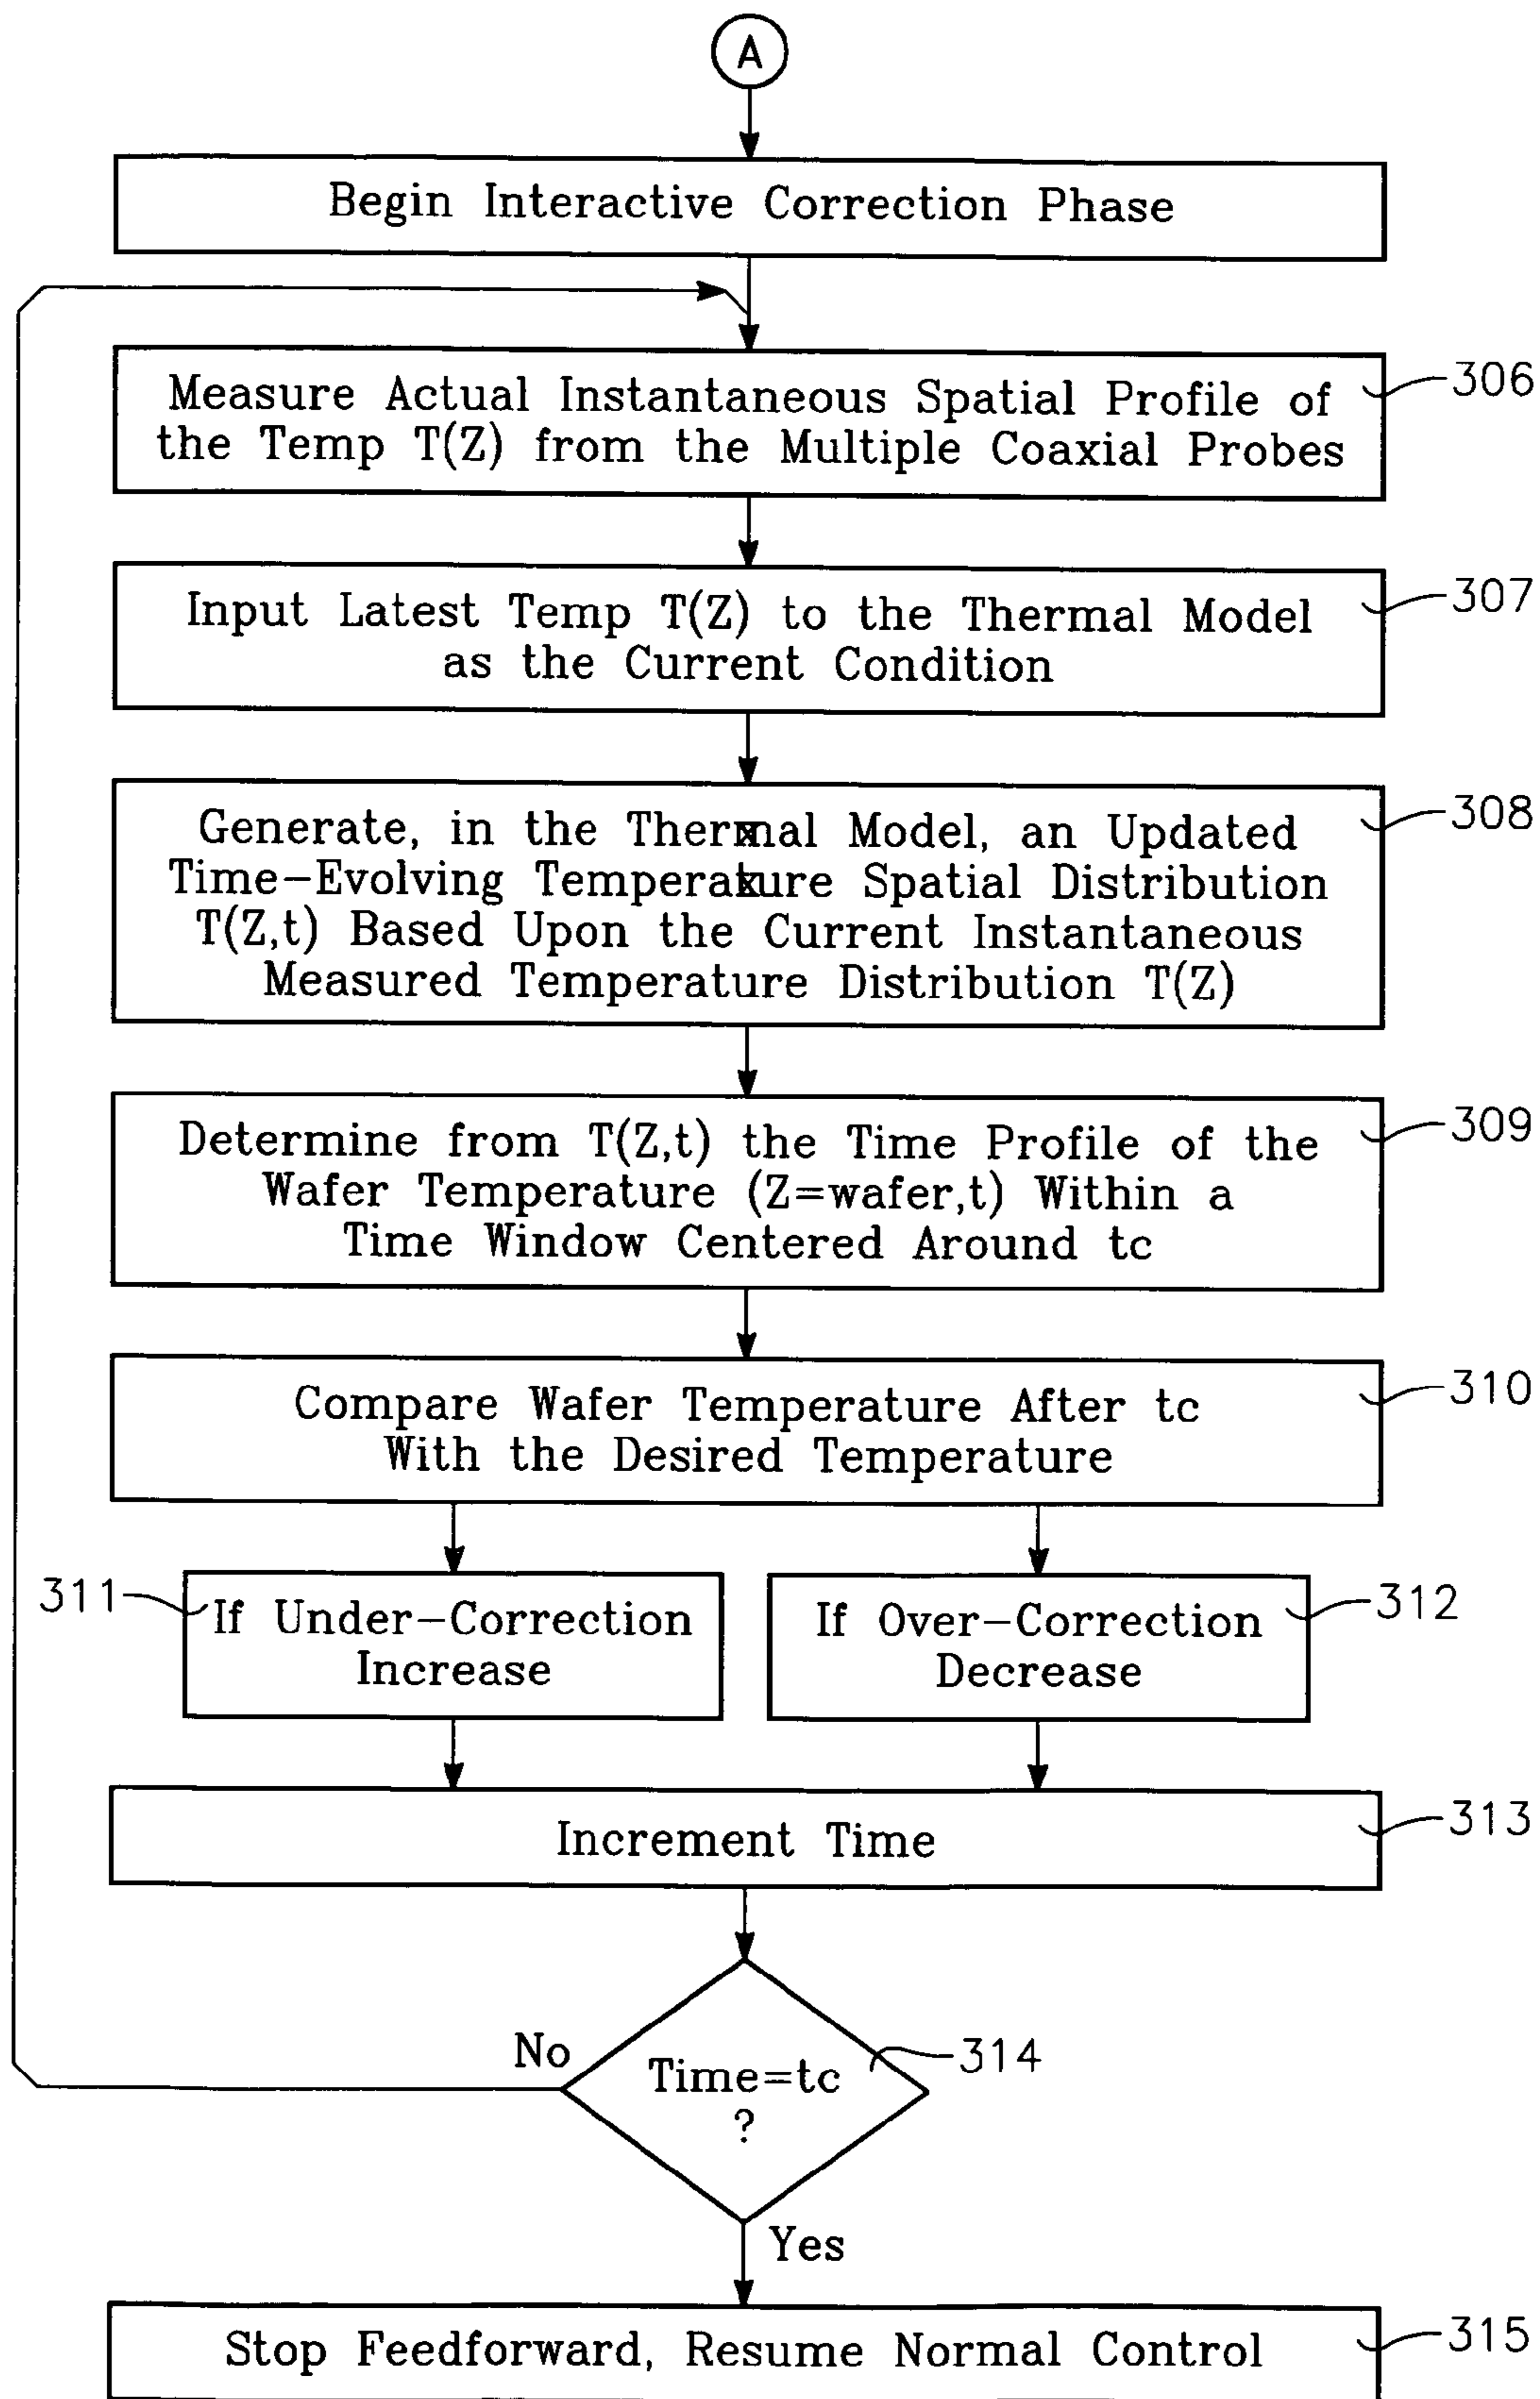 A
Begin Interactive Correction Phase
Measure Actual Instantaneous Spatial Profile of
the Temp T(Z) from the Multiple Coaxial Probes
306
Input Latest Temp T(Z) to the Thermal Model
as the Current Condition
307
Generate, in the Thermal Model, an Updated
Time-Evolving Temperature Spatial Distribution
T(Z,t) Based Upon the Current Instantaneous
Measured Temperature Distribution T(Z)
308
Determine from T(Z,t) the Time Profile of the
Wafer Temperature (Z=wafer,t) Within a
Time Window Centered Around tc
309
Compare Wafer Temperature After tc
With the Desired Temperature
310
311
If Under-Correction
Increase
If Over-Correction
Decrease
312
Increment Time
313
No
Time=tc
?
314
Yes
Stop Feedforward, Resume Normal Control
315